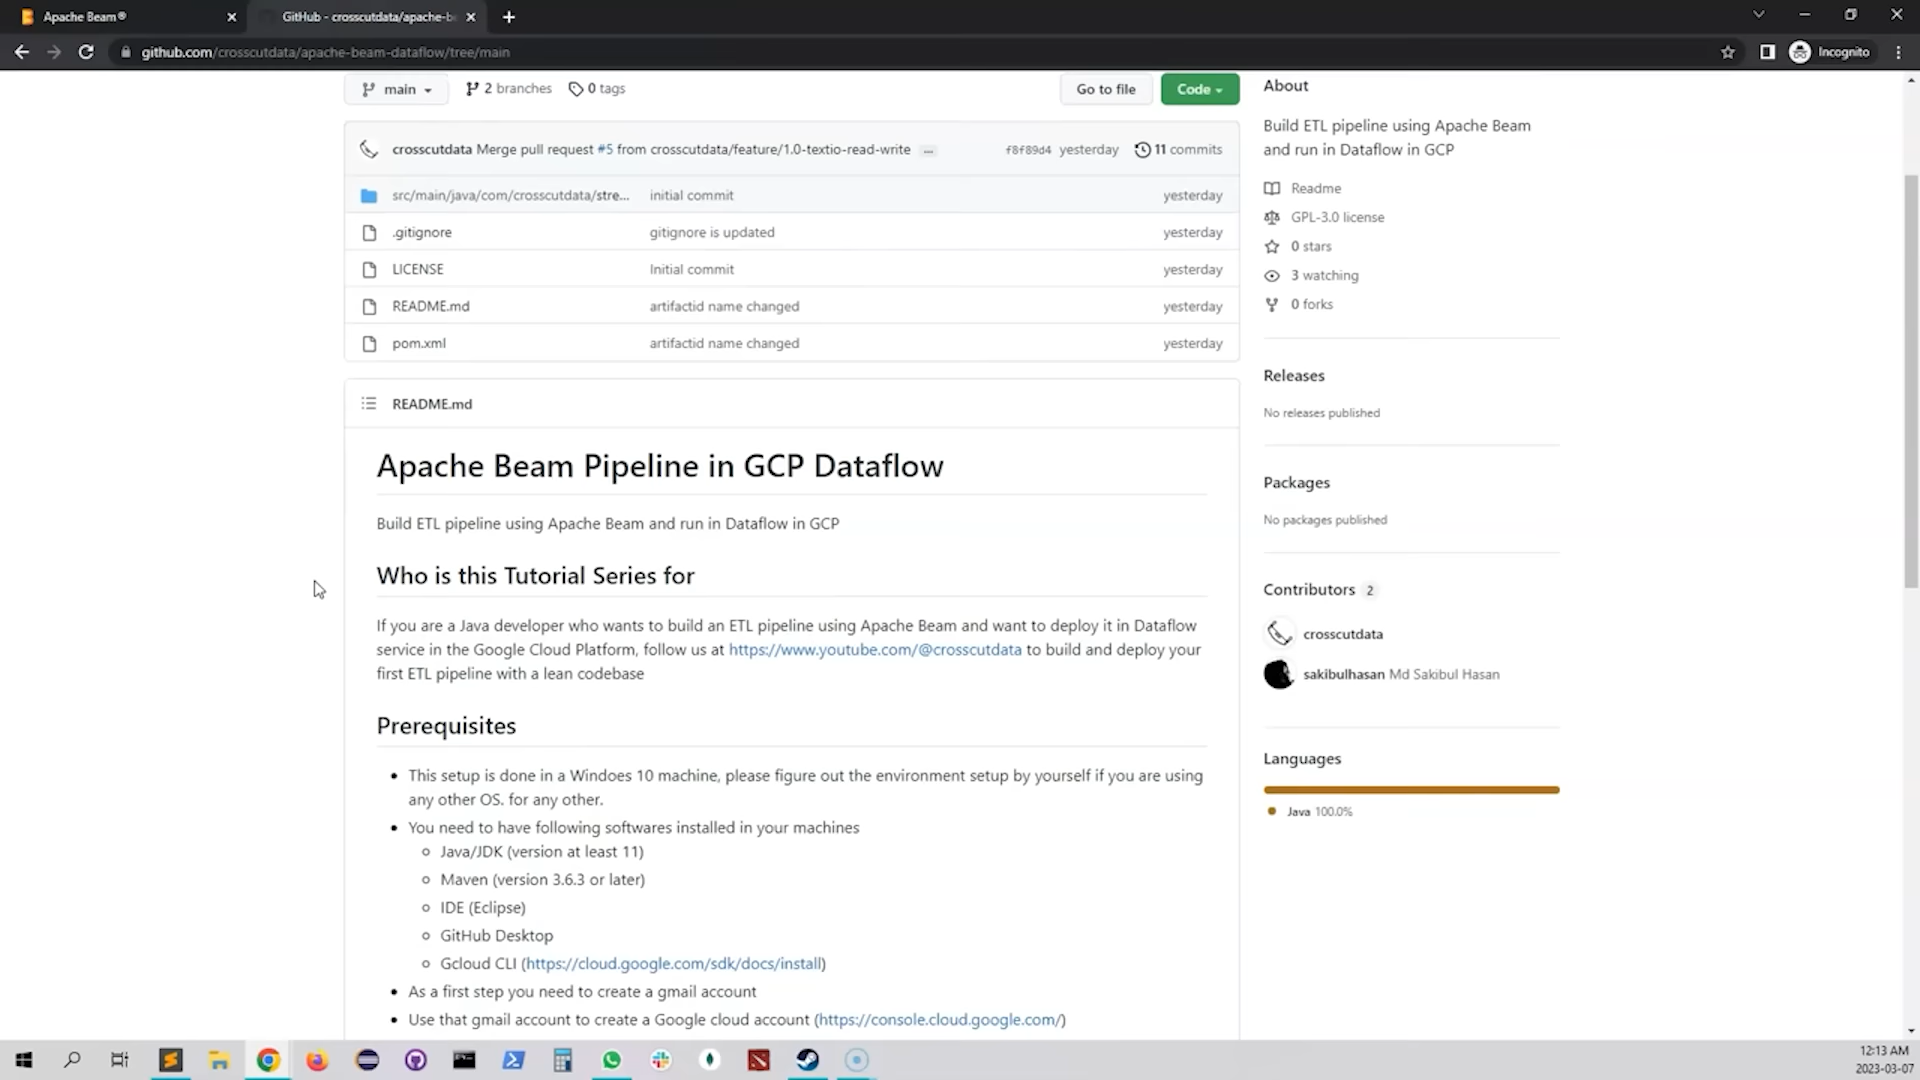 Apache Beam®
GitHub - crosscutdata/apache-be
github.com/crosscutdata/apache-beam-dataflow/tree/main
Incognito
main
2 branches
0 tags
Go to file
Code
About
Build ETL pipeline using Apache Beam
and run in Dataflow in GCP
crosscutdata Merge pull request #5 from crosscutdata/feature/1.0-textio-read-write ...
f8f89d4 yesterday
11 commits
src/main/java/com/crosscutdata/stre... initial commit yesterday
.gitignore gitignore is updated yesterday
LICENSE Initial commit yesterday
README.md artifactid name changed yesterday
pom.xml artifactid name changed yesterday
Readme
GPL-3.0 license
0 stars
3 watching
0 forks
Releases
No releases published
Packages
No packages published
Contributors 2
crosscutdata
sakibulhasan Md Sakibul Hasan
Languages
Java 100.0%
README.md
Apache Beam Pipeline in GCP Dataflow
Build ETL pipeline using Apache Beam and run in Dataflow in GCP
Who is this Tutorial Series for
If you are a Java developer who wants to build an ETL pipeline using Apache Beam and want to deploy it in Dataflow
service in the Google Cloud Platform, follow us at https://www.youtube.com/@crosscutdata to build and deploy your
first ETL pipeline with a lean codebase
Prerequisites
This setup is done in a Windoes 10 machine, please figure out the environment setup by yourself if you are using
any other OS. for any other.
You need to have following softwares installed in your machines
Java/JDK (version at least 11)
Maven (version 3.6.3 or later)
IDE (Eclipse)
GitHub Desktop
Gcloud CLI (https://cloud.google.com/sdk/docs/install)
As a first step you need to create a gmail account
Use that gmail account to create a Google cloud account (https://console.cloud.google.com/)
12:13 AM
2023-03-07